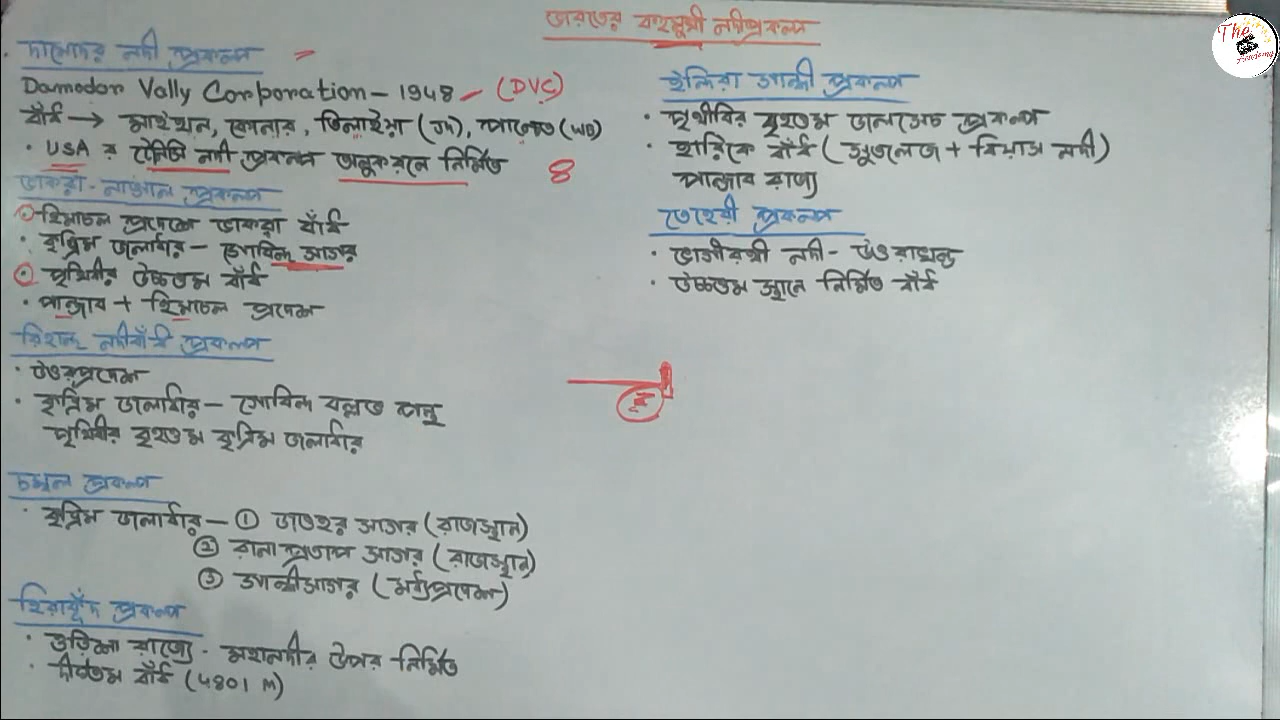 ভারতের বহুমুখী নদীপ্রকল্প
দামোদর নদী প্রকল্প
Damodar Vally Corporation - 1948 - (DVC)
বাঁধ → মাইথন, কোনার, তিলাইয়া (JH), পাঞ্চেত (WB)
• USA র টেনিসি নদী প্রকল্প অনুকরনে নির্মিত 8
ভাকরা - নাঙ্গাল প্রকল্প
• হিমাচল প্রদেশে ভাকরা বাঁধ
• কৃত্রিম জলাধার - গোবিন্দ সাগর
• পৃথিবীর উচ্চতম বাঁধ
• পাঞ্জাব + হিমাচল প্রদেশ
রিহান্দ নদীবাঁধ প্রকল্প
• উত্তরপ্রদেশ
• কৃত্রিম জলাধার - গোবিন্দ বল্লভ পন্থ
পৃথিবীর বৃহত্তম কৃত্রিম জলাধার
চম্বল প্রকল্প
• কৃত্রিম জলাধার - ① জওহর সাগর (রাজস্থান)
② রানা প্রতাপ সাগর (রাজস্থান)
③ গান্ধীসাগর (মধ্যপ্রদেশ)
হিরাকুঁদ প্রকল্প
• ওড়িশা রাজ্যে - মহানদীর উপর নির্মিত
• দীর্ঘতম বাঁধ (4801 m)
ইন্দিরা গান্ধী প্রকল্প
• পৃথিবীর বৃহত্তম জলসেচ প্রকল্প
• হারিকে বাঁধ (সুতলেজ + বিয়াস নদী)
পাঞ্জাব রাজ্য
তেহেরী প্রকল্প
• ভাগীরথী নদী - উত্তরাখন্ড
• উচ্চতম স্থানে নির্মিত বাঁধ
The
Academy